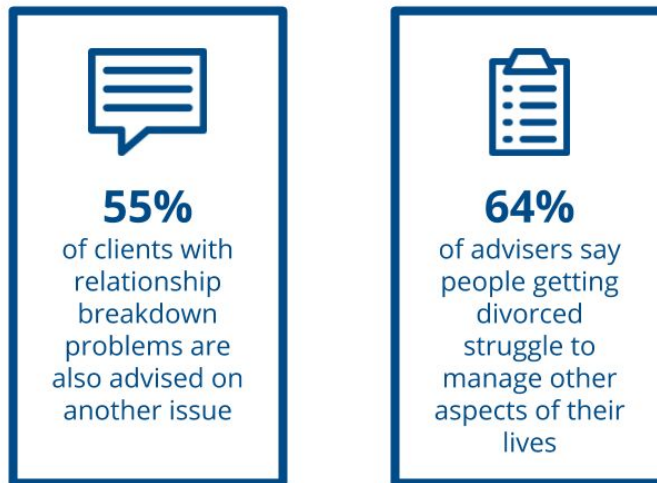 55%
of clients with
relationship
breakdown
problems are
also advised on
another issue
64%
of advisers say
people getting
divorced
struggle to
manage other
aspects of their
lives